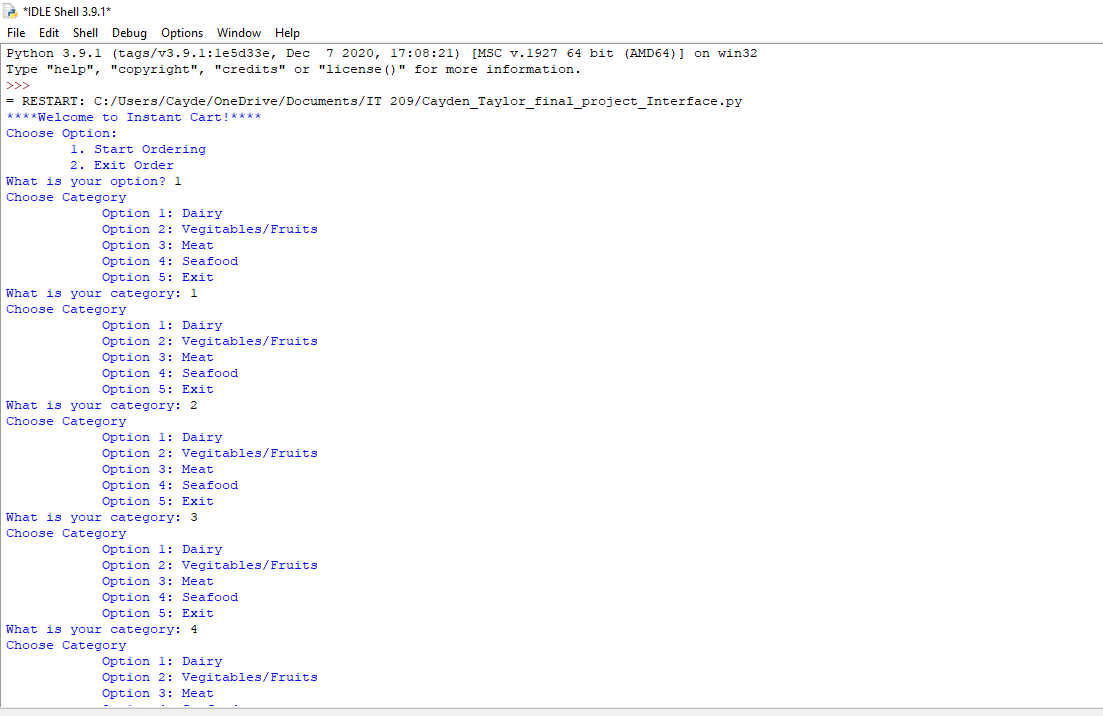 *IDLE Shell 3.9.1*
File Edit Shell Debug Options Window Help
Python 3.9.1 (tags/v3.9.1:1e5d33e, Dec  7 2020, 17:08:21) [MSC v.1927 64 bit (AMD64)] on win32
Type "help", "copyright", "credits" or "license()" for more information.
>>>
= RESTART: C:/Users/Cayde/OneDrive/Documents/IT 209/Cayden_Taylor_final_project_Interface.py
****Welcome to Instant Cart!****
Choose Option:
        1. Start Ordering
        2. Exit Order
What is your option? 1
Choose Category
            Option 1: Dairy
            Option 2: Vegitables/Fruits
            Option 3: Meat
            Option 4: Seafood
            Option 5: Exit
What is your category: 1
Choose Category
            Option 1: Dairy
            Option 2: Vegitables/Fruits
            Option 3: Meat
            Option 4: Seafood
            Option 5: Exit
What is your category: 2
Choose Category
            Option 1: Dairy
            Option 2: Vegitables/Fruits
            Option 3: Meat
            Option 4: Seafood
            Option 5: Exit
What is your category: 3
Choose Category
            Option 1: Dairy
            Option 2: Vegitables/Fruits
            Option 3: Meat
            Option 4: Seafood
            Option 5: Exit
What is your category: 4
Choose Category
            Option 1: Dairy
            Option 2: Vegitables/Fruits
            Option 3: Meat